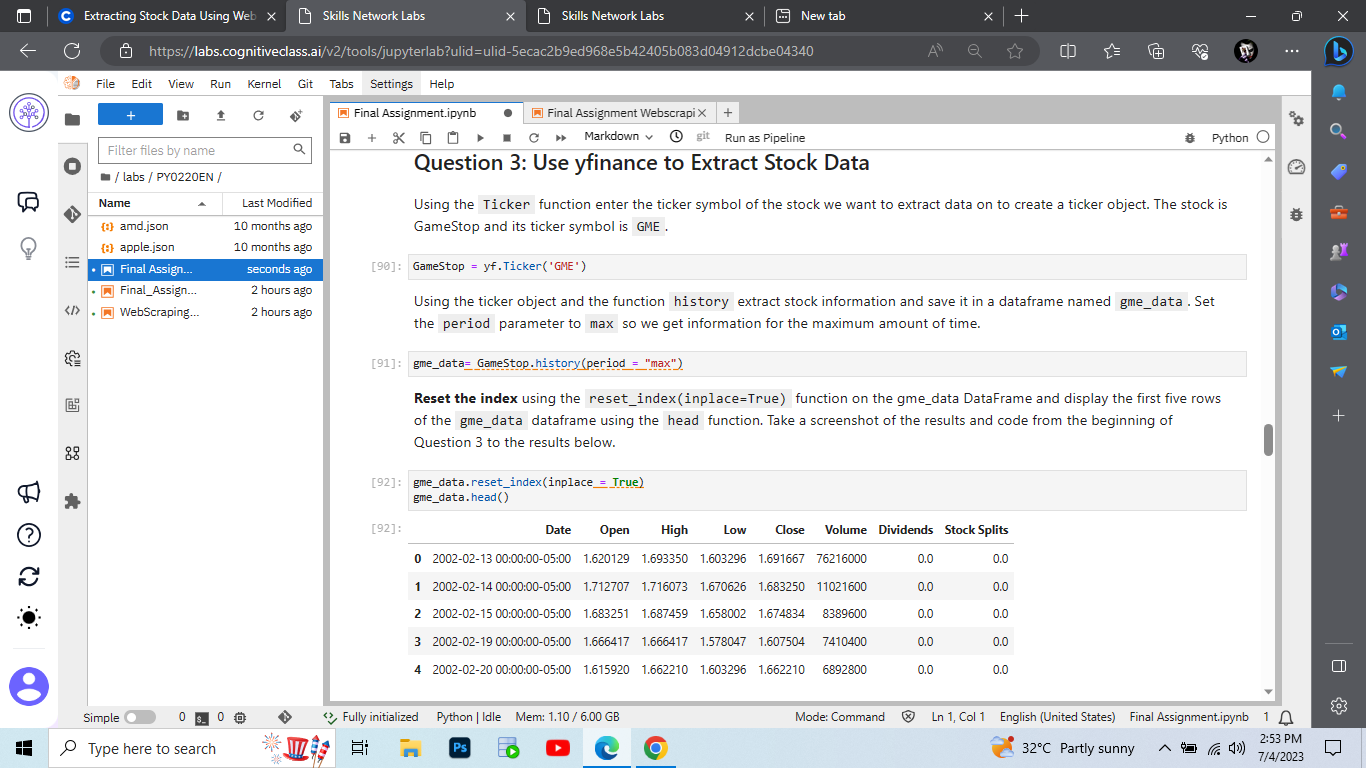 Extracting Stock Data Using Web
Skills Network Labs
Skills Network Labs
New tab
https://labs.cognitiveclass.ai/v2/tools/jupyterlab?ulid=ulid-5ecac2b9ed968e5b42405b083d04912dcbe04340
File Edit View Run Kernel Git Tabs Settings Help
Filter files by name
/ labs / PY0220EN /
Name Last Modified
amd.json 10 months ago
apple.json 10 months ago
Final Assign... seconds ago
Final_Assign... 2 hours ago
WebScraping... 2 hours ago
Final Assignment.ipynb
Final Assignment Webscrapi
Markdown git Run as Pipeline Python
Question 3: Use yfinance to Extract Stock Data
Using the Ticker function enter the ticker symbol of the stock we want to extract data on to create a ticker object. The stock is
GameStop and its ticker symbol is GME.
[90]: GameStop = yf.Ticker('GME')
Using the ticker object and the function history extract stock information and save it in a dataframe named gme_data. Set
the period parameter to max so we get information for the maximum amount of time.
[91]: gme_data= GameStop.history(period = "max")
Reset the index using the reset_index(inplace=True) function on the gme_data DataFrame and display the first five rows
of the gme_data dataframe using the head function. Take a screenshot of the results and code from the beginning of
Question 3 to the results below.
[92]: gme_data.reset_index(inplace = True)
gme_data.head()
[92]: Date Open High Low Close Volume Dividends Stock Splits
0 2002-02-13 00:00:00-05:00 1.620129 1.693350 1.603296 1.691667 76216000 0.0 0.0
1 2002-02-14 00:00:00-05:00 1.712707 1.716073 1.670626 1.683250 11021600 0.0 0.0
2 2002-02-15 00:00:00-05:00 1.683251 1.687459 1.658002 1.674834 8389600 0.0 0.0
3 2002-02-19 00:00:00-05:00 1.666417 1.666417 1.578047 1.607504 7410400 0.0 0.0
4 2002-02-20 00:00:00-05:00 1.615920 1.662210 1.603296 1.662210 6892800 0.0 0.0
Simple 0 0 Fully initialized Python | Idle Mem: 1.10 / 6.00 GB Mode: Command Ln 1, Col 1 English (United States) Final Assignment.ipynb 1
Type here to search
32°C Partly sunny
2:53 PM
7/4/2023